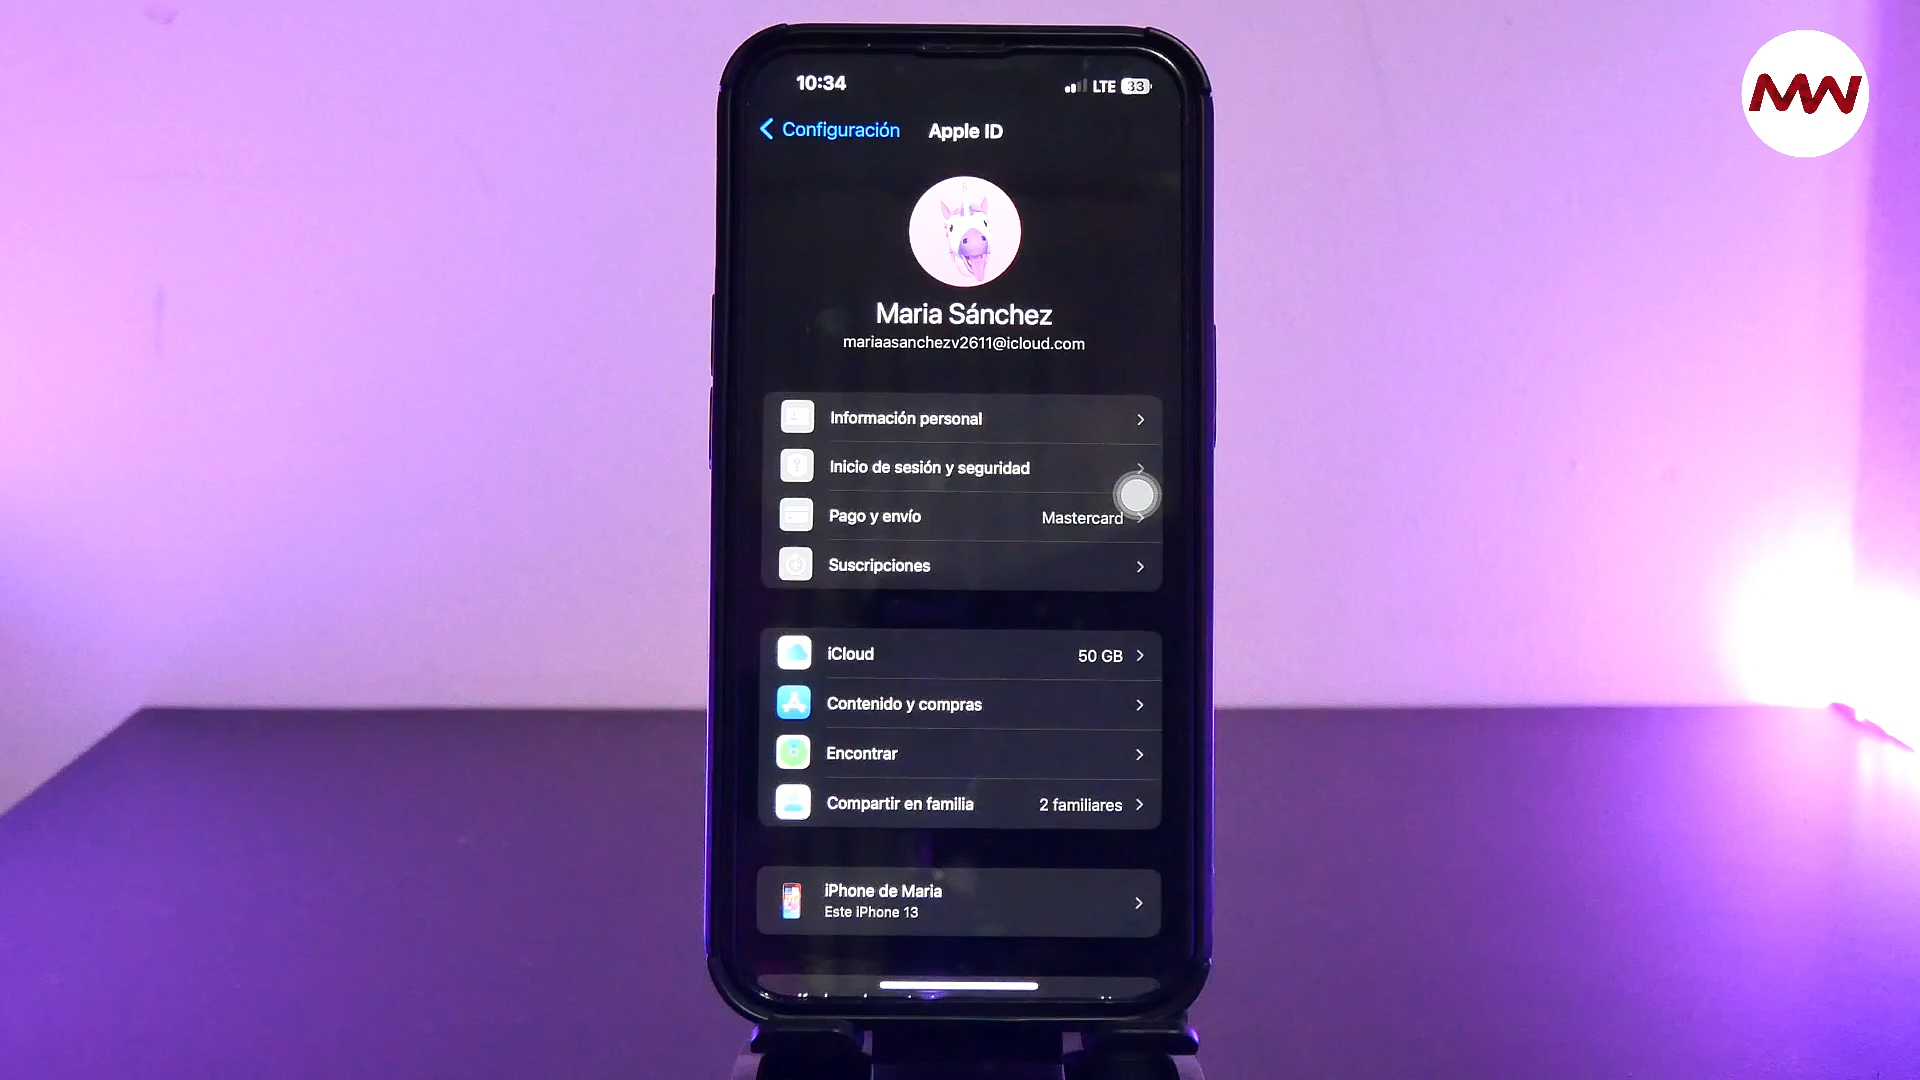 MW
10:34
LTE 33
Configuración Apple ID
Maria Sánchez
mariaasanchezv2611@icloud.com
Información personal
Inicio de sesión y seguridad
Pago y envío Mastercard
Suscripciones
iCloud 50 GB
Contenido y compras
Encontrar
Compartir en familia 2 familiares
iPhone de Maria
Este iPhone 13